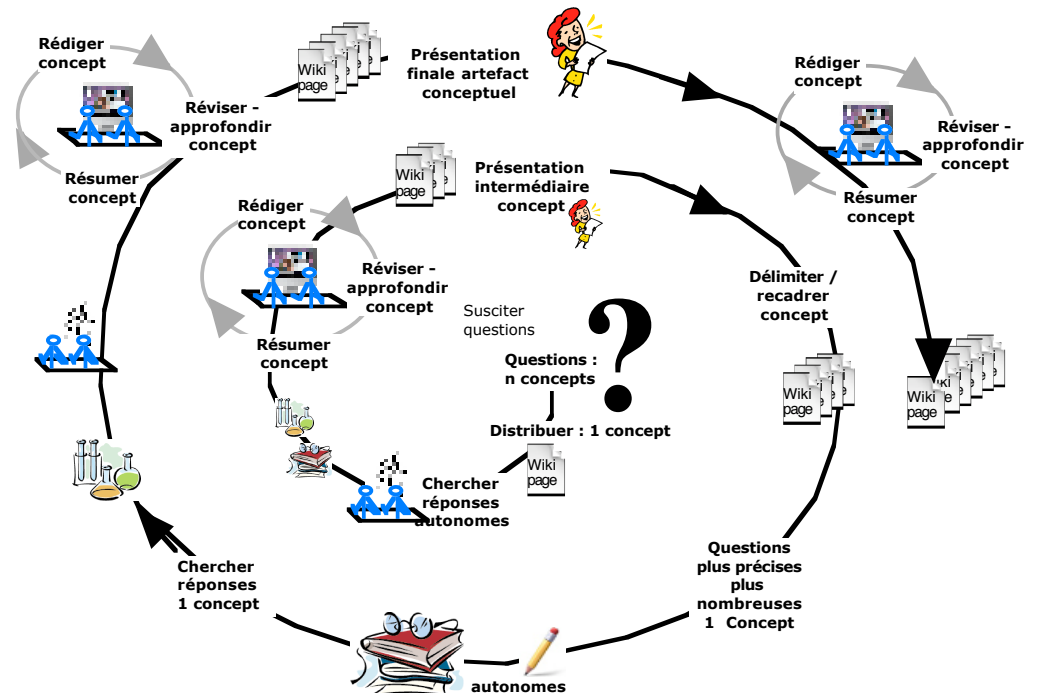 Rédiger
concept
Réviser -
approfondir
concept
Résumer
concept
Wiki
page
Présentation
finale artefact
conceptuel
Rédiger
concept
Réviser -
approfondir
concept
Résumer
concept
Wiki
page
Présentation
intermédiaire
concept
Rédiger
concept
Réviser -
approfondir
concept
Résumer
concept
Susciter
questions
?
Questions :
n concepts
Distribuer : 1 concept
Wiki
page
Chercher
réponses
autonomes
Délimiter /
recadrer
concept
Wiki
page
Wiki
page
Questions
plus précises
plus
nombreuses
1 Concept
Chercher
réponses
1 concept
autonomes